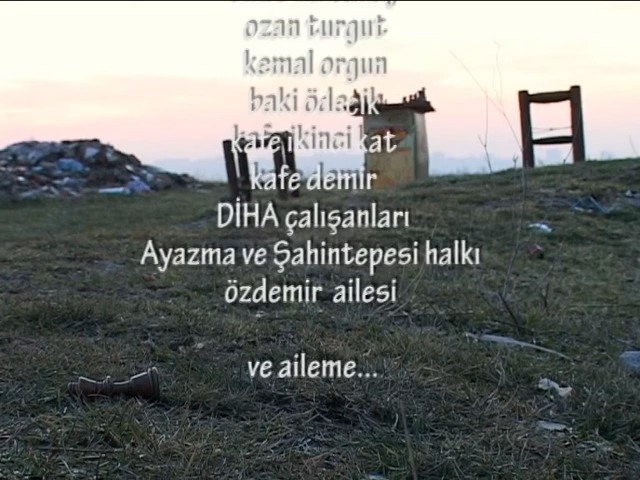 ozan turgut
kemal orgun
baki ödecik
kafe ikinci kat
kafe demir
DİHA çalışanları
Ayazma ve Şahintepesi halkı
özdemir ailesi
ve aileme...